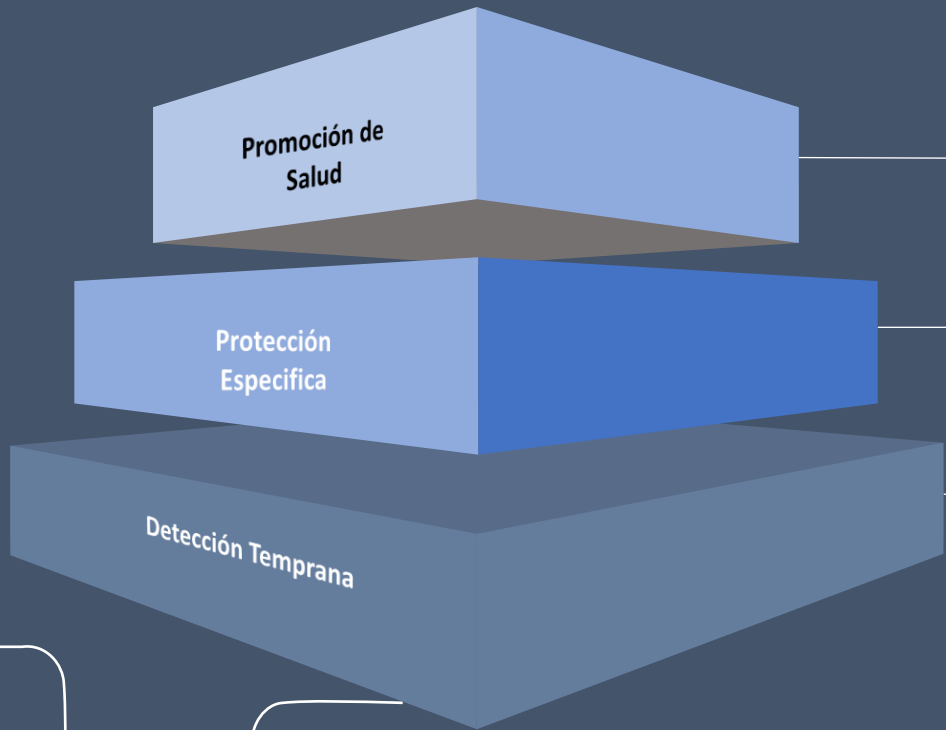 Promoción de
Salud
Protección
Especifica
Detección Temprana